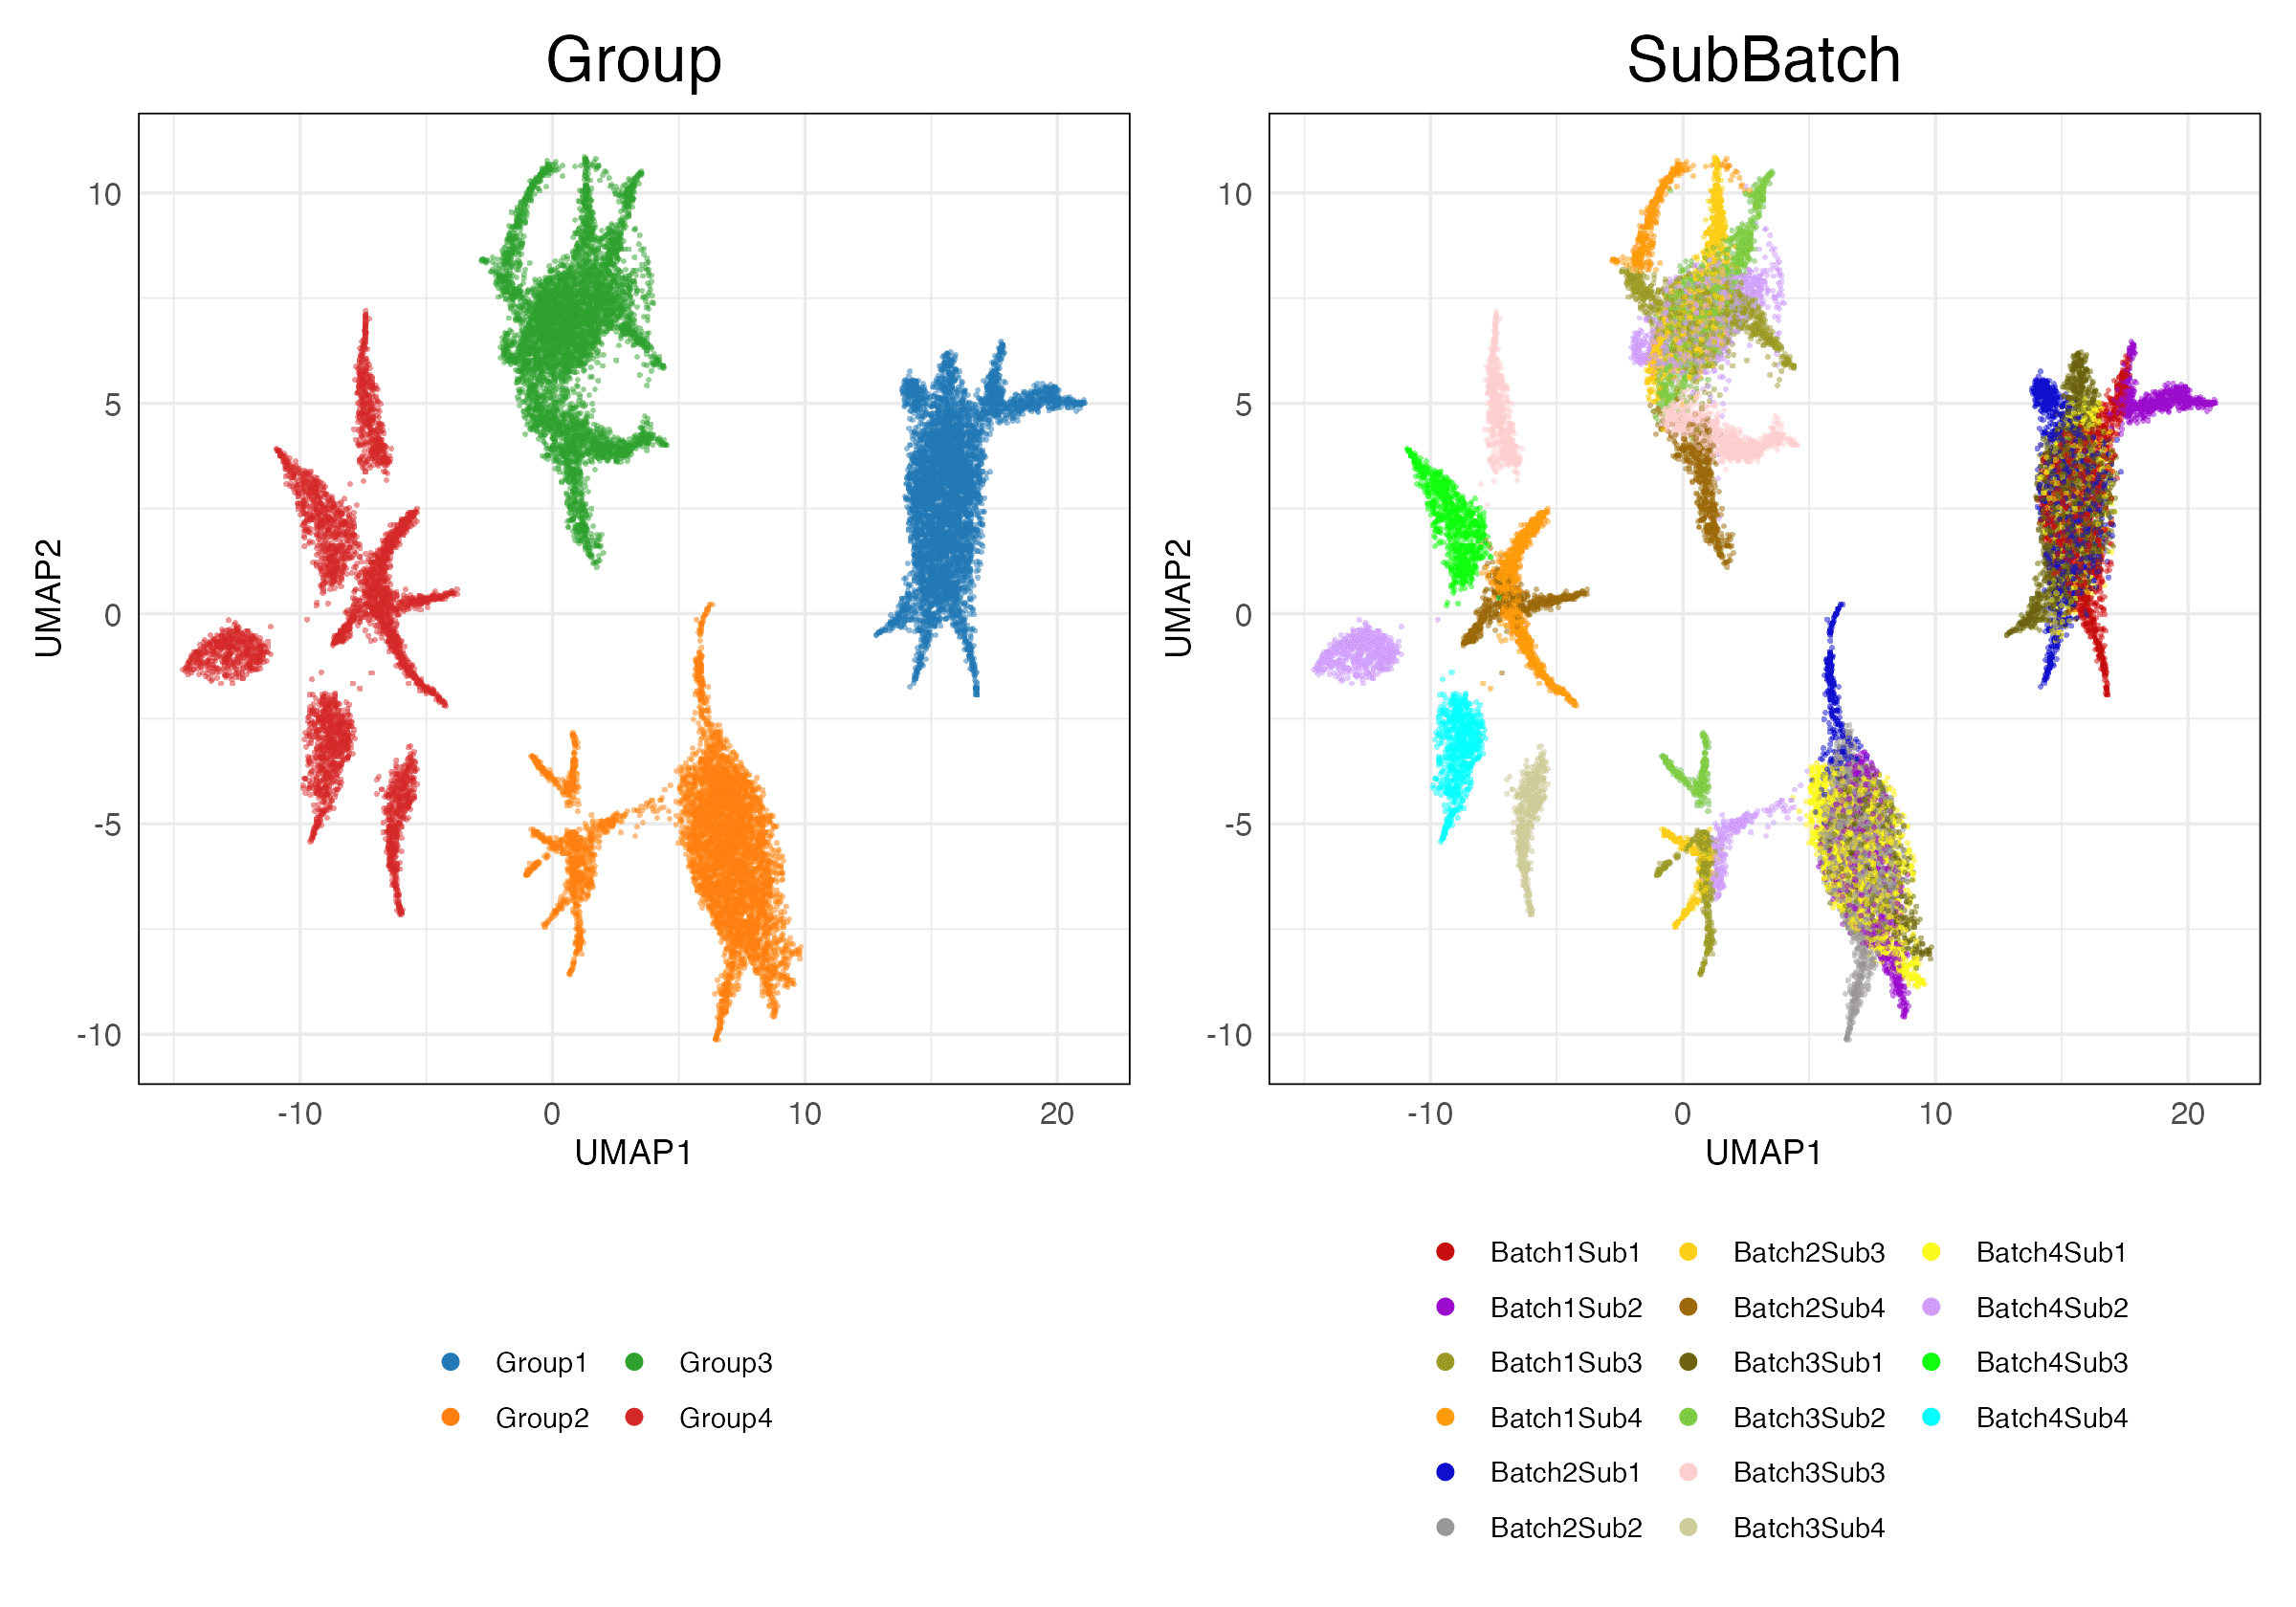 Group
SubBatch
10
5
0
-5
-10
UMAP2
-10 0 10 20
UMAP1
10
5
0
-5
-10
UMAP2
-10 0 10 20
UMAP1
Group1 Group3
Group2 Group4
Batch1Sub1 Batch2Sub3 Batch4Sub1
Batch1Sub2 Batch2Sub4 Batch4Sub2
Batch1Sub3 Batch3Sub1 Batch4Sub3
Batch1Sub4 Batch3Sub2 Batch4Sub4
Batch2Sub1 Batch3Sub3
Batch2Sub2 Batch3Sub4